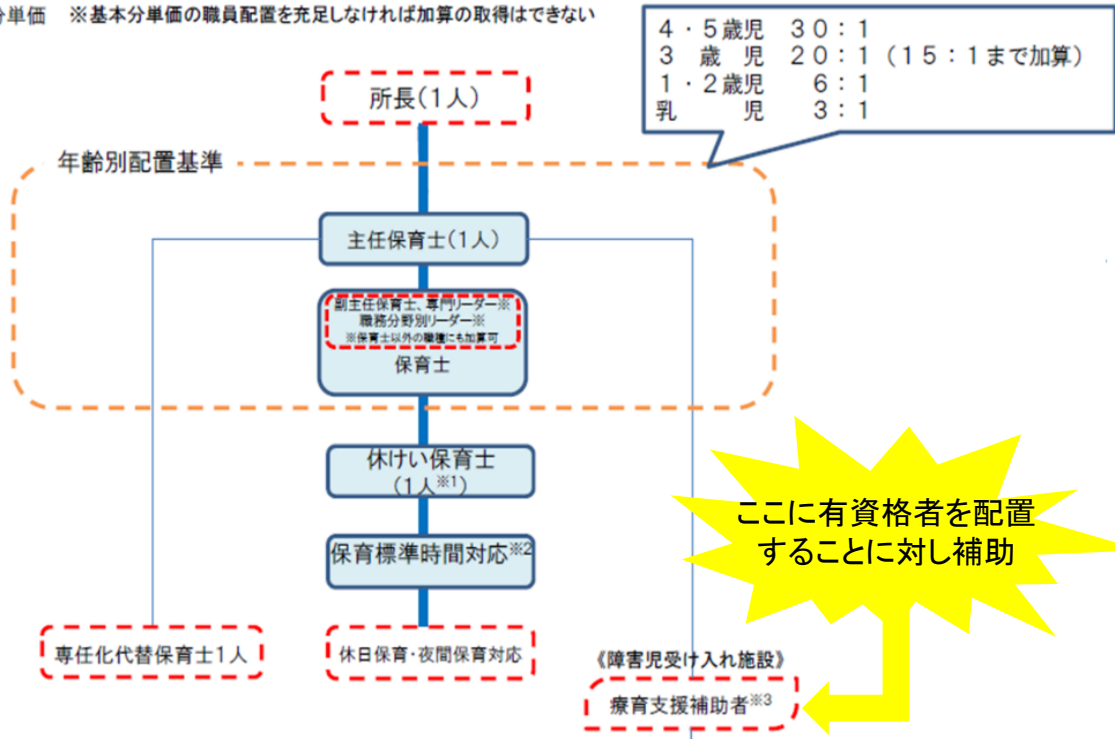 分単価　※基本分単価の職員配置を充足しなければ加算の取得はできない
4・5歳児　30：1
3　歳　児　20：1（15：1まで加算）
1・2歳児　6：1
乳　　　児　3：1
所長（1人）
年齢別配置基準
主任保育士（1人）
副主任保育士、専門リーダー※
職務分野別リーダー※
※保育士以外の職種にも加算可
保育士
休けい保育士
（1人※1）
保育標準時間対応※2
ここに有資格者を配置
することに対し補助
専任化代替保育士1人
休日保育・夜間保育対応
《障害児受け入れ施設》
療育支援補助者※3